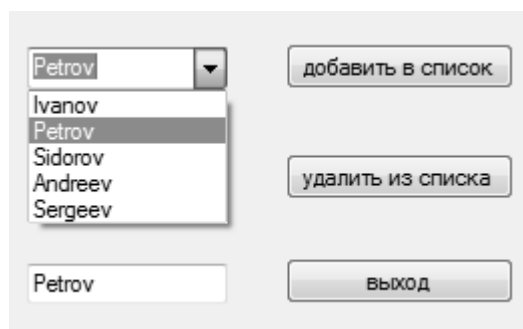 Petrov
добавить в список
Ivanov
Petrov
Sidorov
Andreev
Sergeev
удалить из списка
Petrov
выход